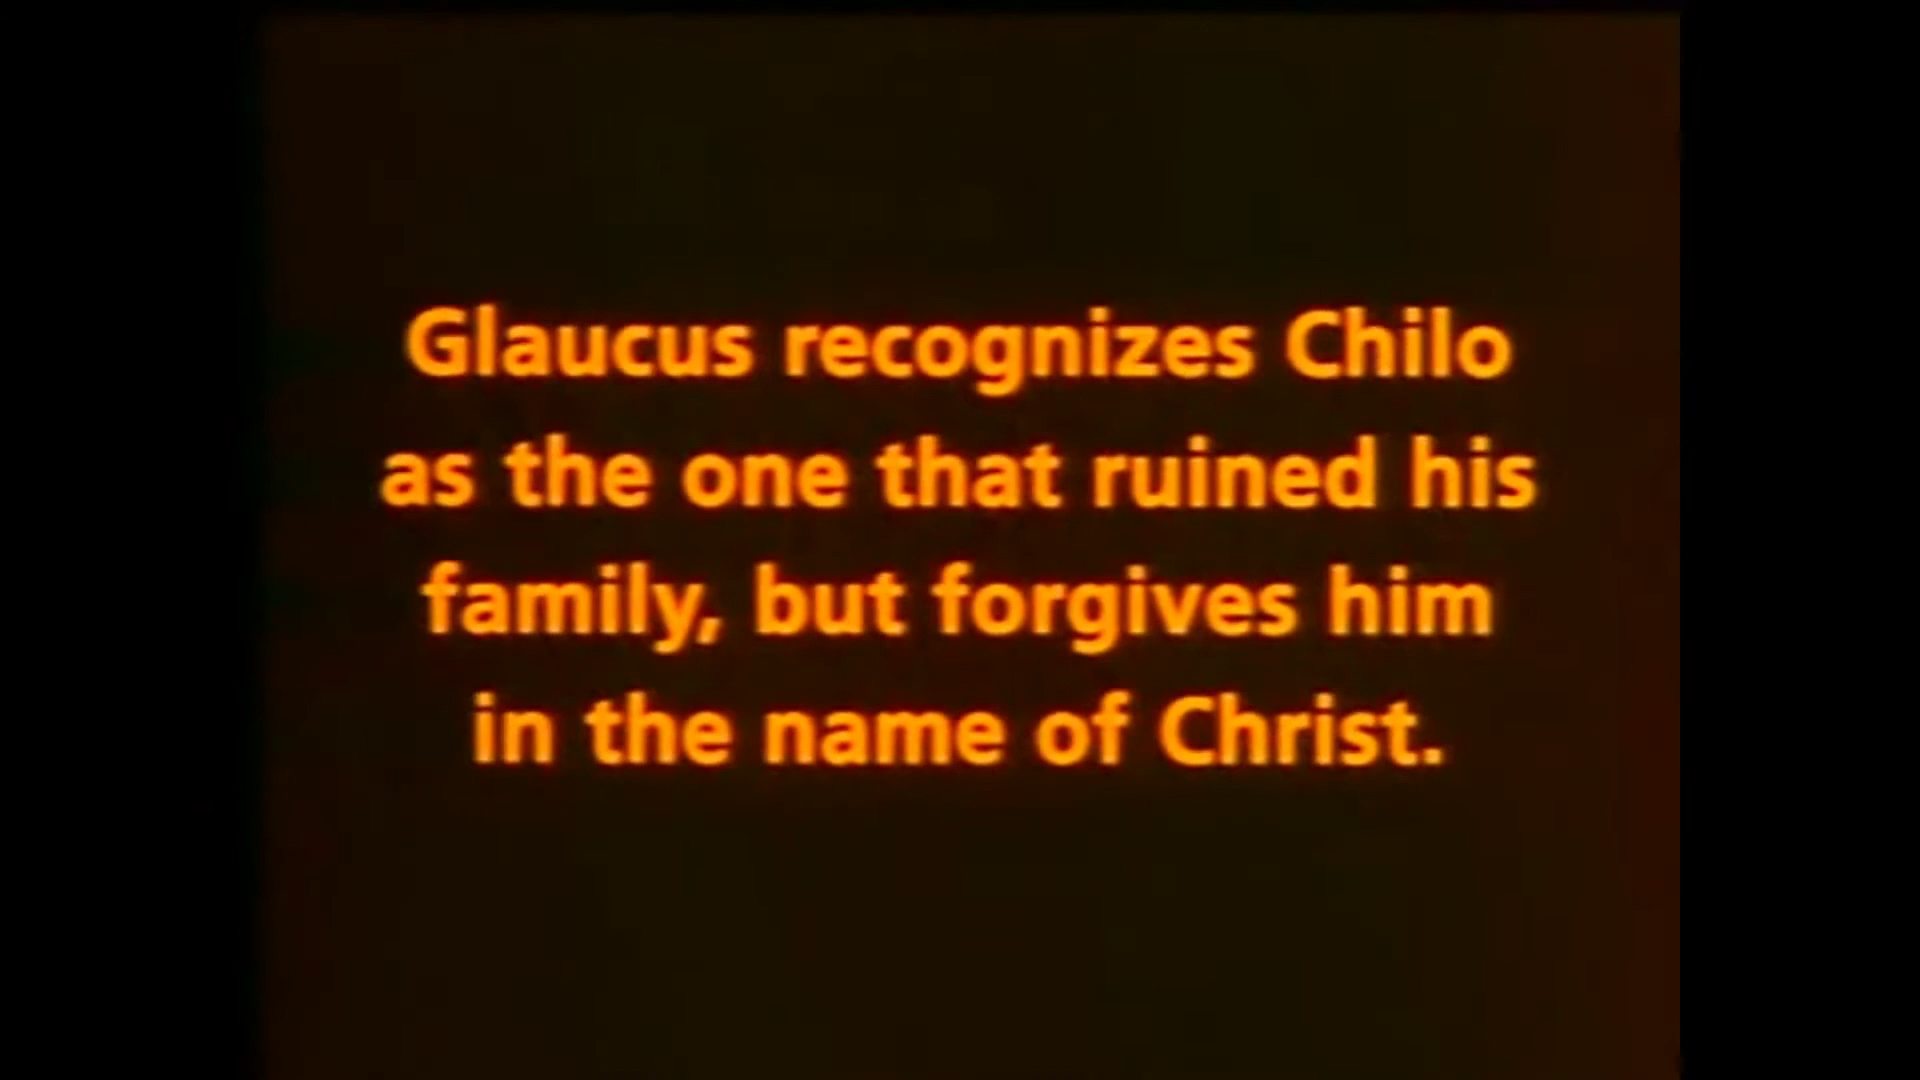 Glaucus recognizes Chilo
as the one that ruined his
family, but forgives him
in the name of Christ.